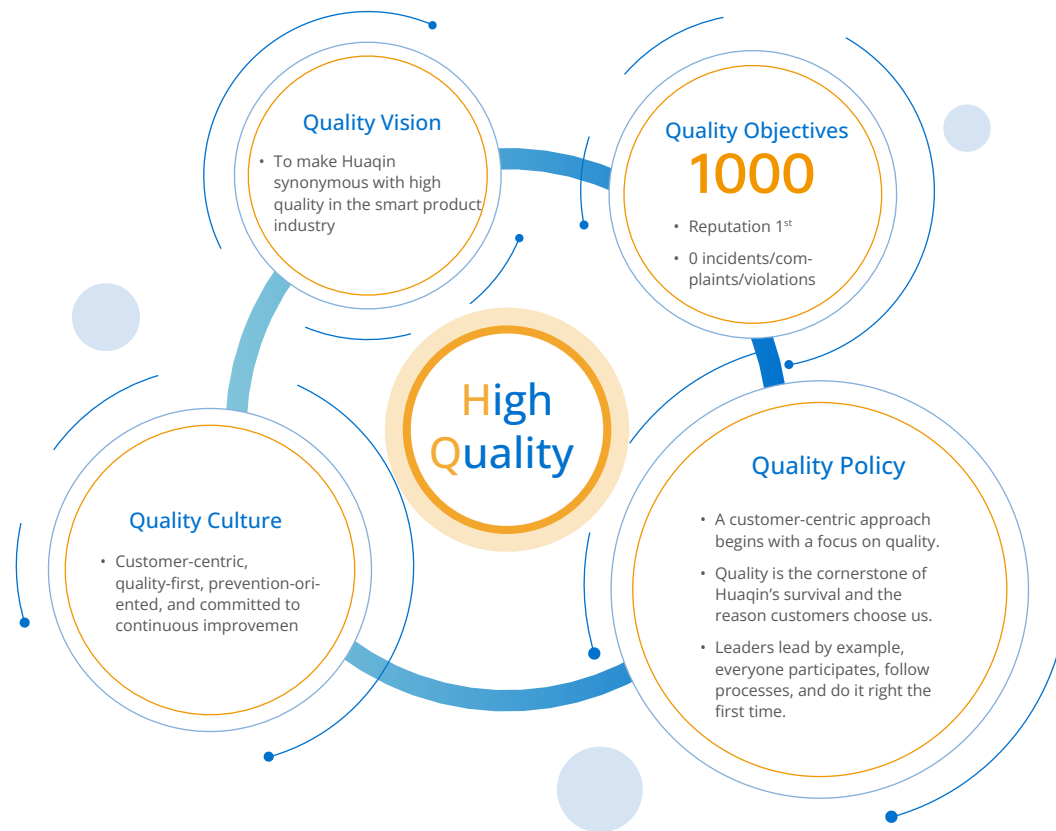 Quality Vision
• To make Huaqin
synonymous with high
quality in the smart product
industry
Quality Objectives
1000
• Reputation 1st
• 0 incidents/com-
plaints/violations
High
Quality
Quality Culture
• Customer-centric,
quality-first, prevention-ori-
ented, and committed to
continuous improvemen
Quality Policy
• A customer-centric approach
begins with a focus on quality.
• Quality is the cornerstone of
Huaqin’s survival and the
reason customers choose us.
• Leaders lead by example,
everyone participates, follow
processes, and do it right the
first time.